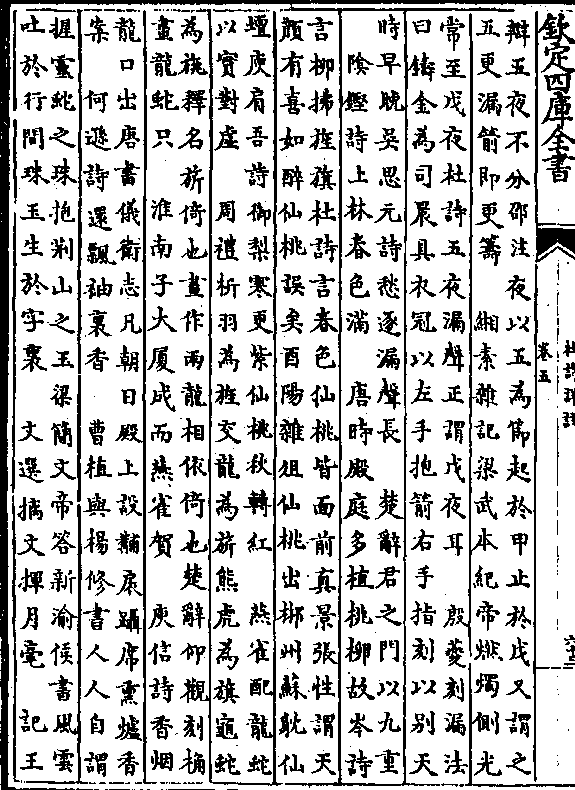 欽定四庫全書
卷五
辯五夜不分邵注夜以五為節起於甲止於戊又謂之
五更漏箭即更籌　緗素雜記梁武本紀帝燃燭側光
常至戊夜杜詩五夜漏聲正謂戊夜耳　殷夔刻漏法
曰鑄金為司晨具衣冠以左手抱箭右手指刻以別天
時早晚吳思元詩愁逐漏聲長　楚辭君之門以九重
陰鏗詩上林春色滿　唐時殿庭多植桃柳故岑詩
言柳拂旌旗杜詩言春色仙桃皆面前真景張性謂天
顏有喜如醉仙桃誤矣酉陽雜俎仙桃出郴州蘇耽仙
壇庾肩吾詩御梨寒更紫仙桃秋轉紅　燕雀配龍蛇
以實對虛　周禮析羽為旌交龍為旂熊虎為旗龜蛇
為旐釋名旂倚也畫作兩龍相依倚也楚辭仰觀刻桷
畫龍蛇只　淮南子大厦成而燕雀賀　庾信詩香烟
龍口出唐書儀衛志凡朝日殿上設黼扆躡席熏爐香
案　何遜詩還飄袖裏香　曹植與楊修書人人自謂
握靈蛇之珠抱荆山之玉梁簡文帝答新渝侯書風雲
吐於行間珠玉生於字裏　文選摛文揮月毫　記王